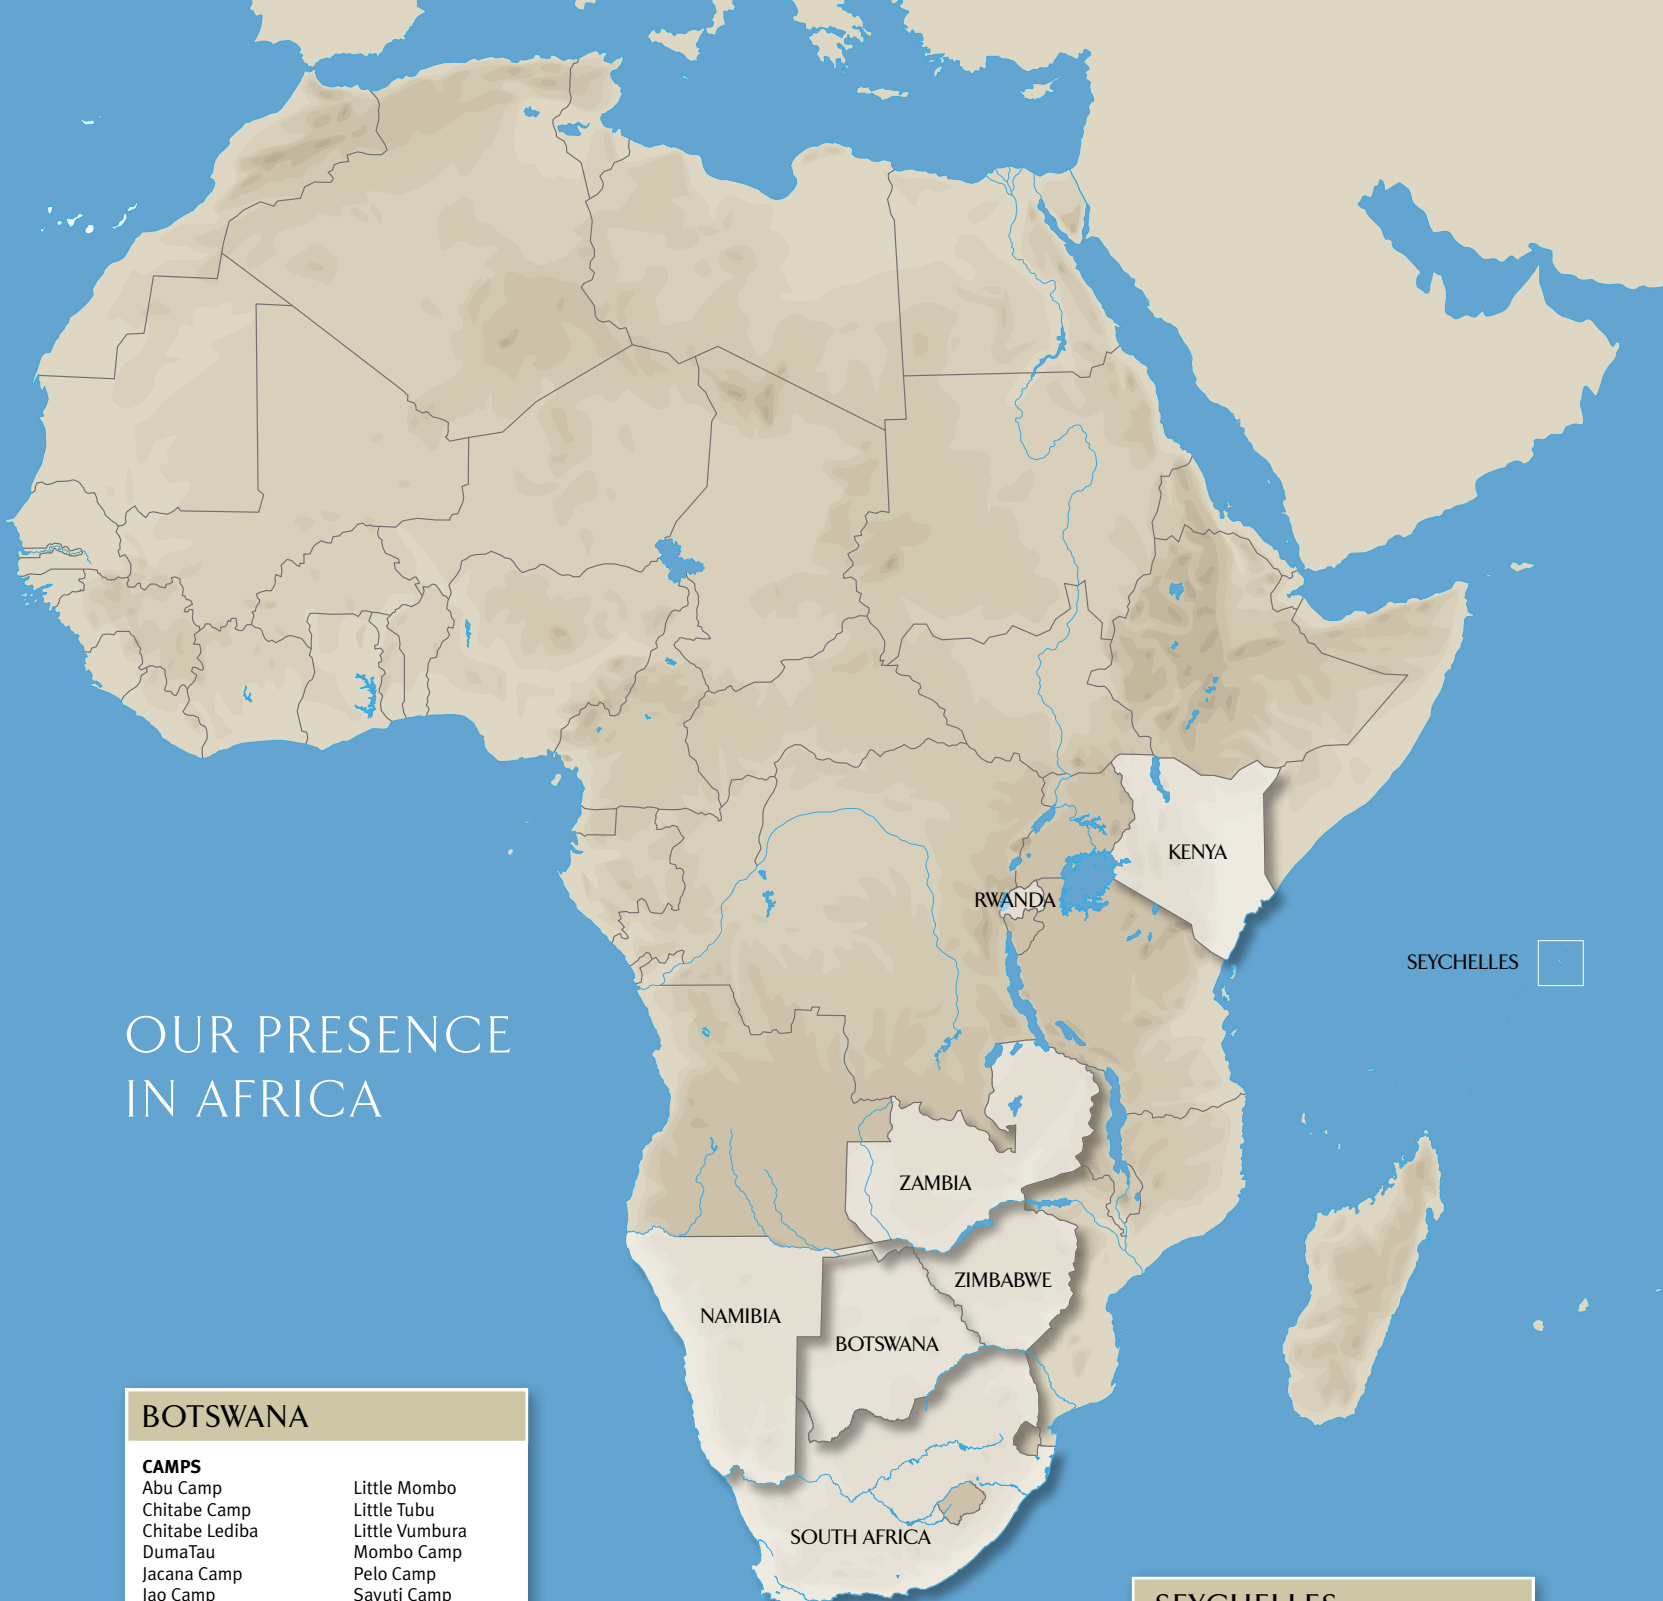 KENYA
RWANDA
SEYCHELLES
OUR PRESENCE
IN AFRICA
ZAMBIA
ZIMBABWE
NAMIBIA
BOTSWANA
SOUTH AFRICA
BOTSWANA
CAMPS
Abu Camp
Chitabe Camp
Chitabe Lediba
DumaTau
Jacana Camp
Jao Camp
Little Mombo
Little Tubu
Little Vumbura
Mombo Camp
Pelo Camp
Savuti Camp
SEYCHELLES